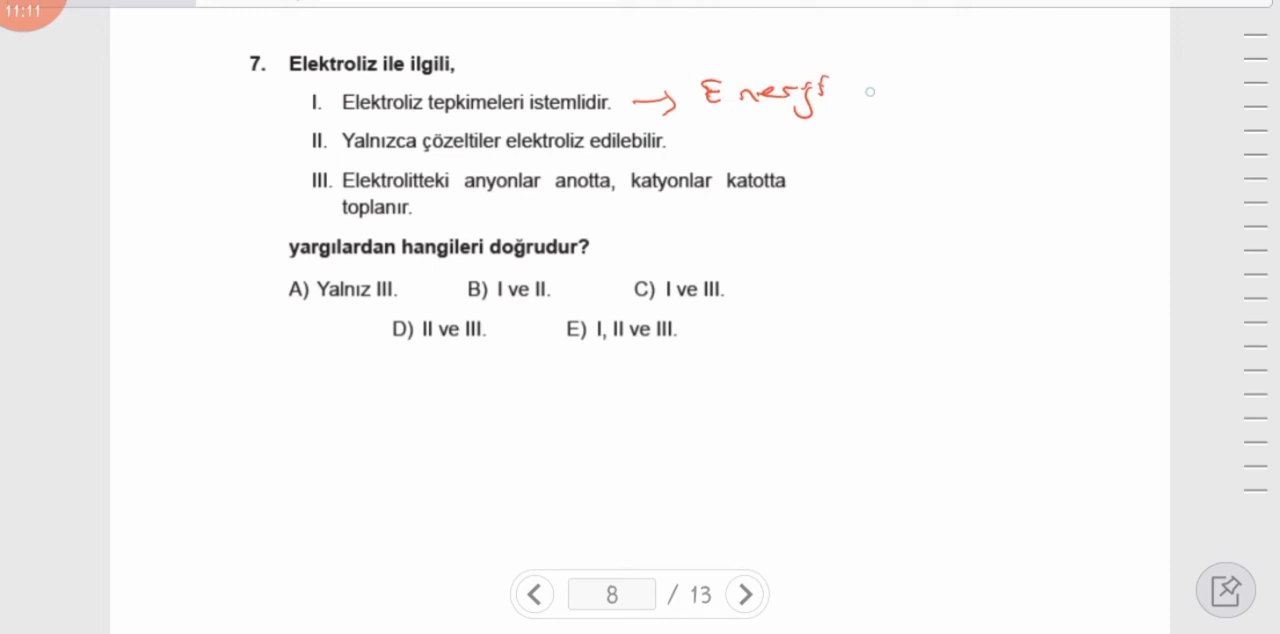 11:11
7. Elektroliz ile ilgili,
I. Elektroliz tepkimeleri istemlidir. → Energi
II. Yalnızca çözeltiler elektroliz edilebilir.
III. Elektrolitteki anyonlar anotta, katyonlar katotta
toplanır.
yargılardan hangileri doğrudur?
A) Yalnız III. B) I ve II. C) I ve III.
D) II ve III. E) I, II ve III.
8 / 13